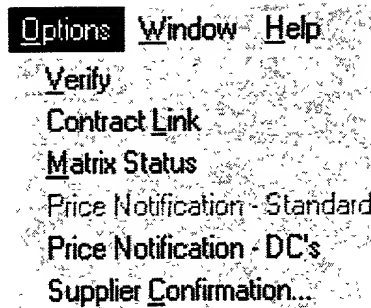 Options Window Help
Verify
Contract Link
Matrix Status
Price Notification - Standard
Price Notification - DC's
Supplier Confirmation...